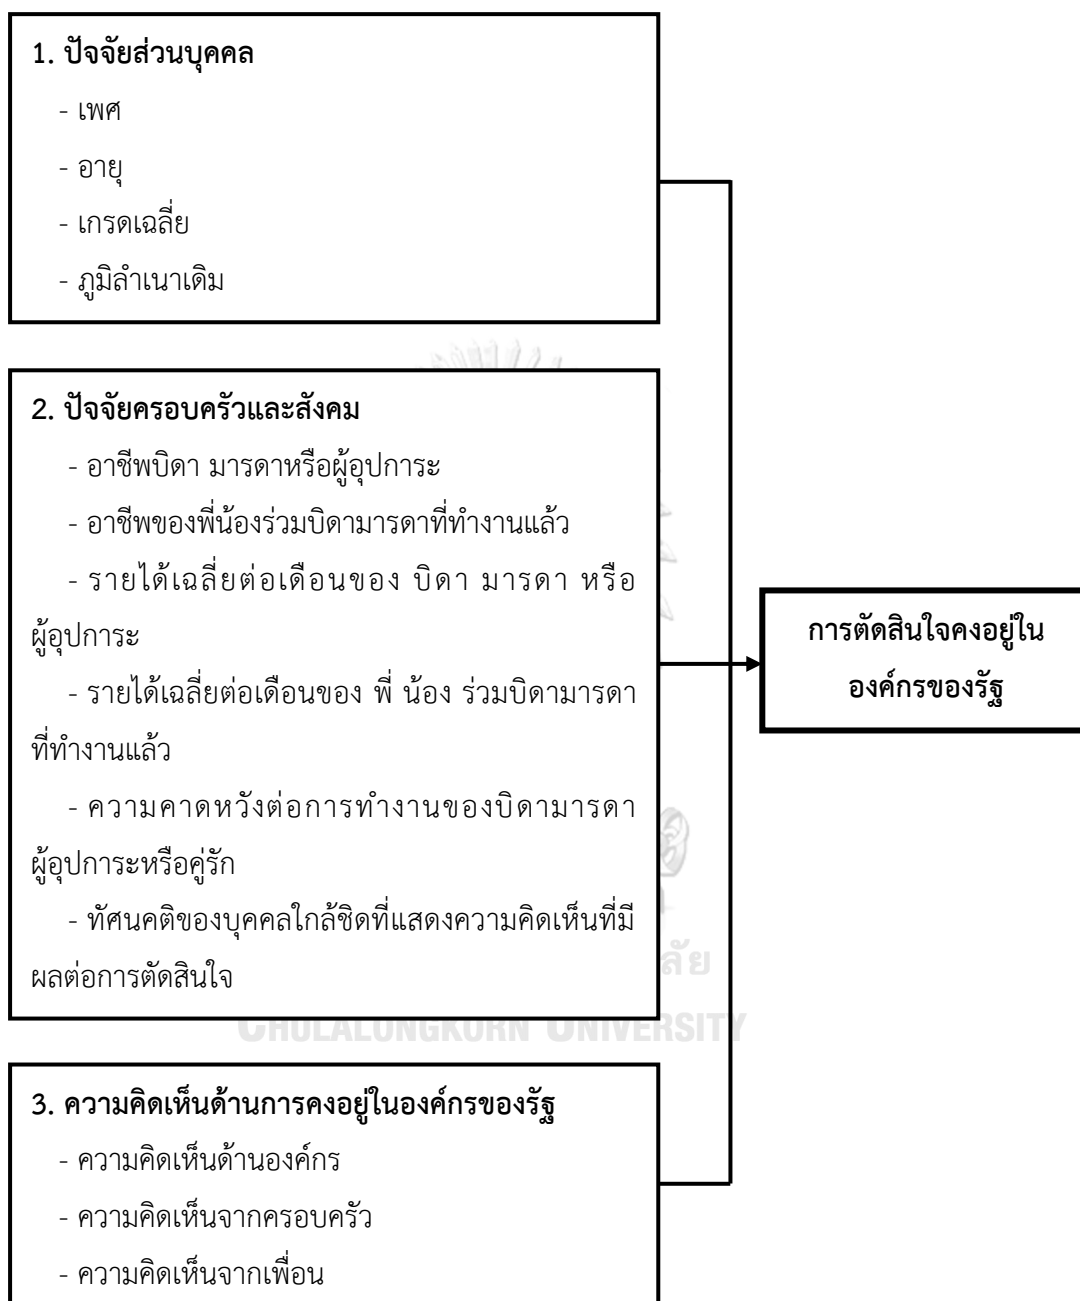 1. ปัจจัยส่วนบุคคล
- เพศ
- อายุ
- เกรดเฉลี่ย
- ภูมิลำเนาเดิม
2. ปัจจัยครอบครัวและสังคม
- อาชีพบิดา มารดาหรือผู้อุปการะ
- อาชีพของพี่น้องร่วมบิดามารดาที่ทำงานแล้ว
- รายได้เฉลี่ยต่อเดือนของ บิดา มารดา หรือ
ผู้อุปการะ
- รายได้เฉลี่ยต่อเดือนของ พี่ น้อง ร่วมบิดามารดา
ที่ทำงานแล้ว
- ความคาดหวังต่อการทำงานของบิดามารดา
ผู้อุปการะหรือคู่รัก
- ทัศนคติของบุคคลใกล้ชิดที่แสดงความคิดเห็นที่มี
ผลต่อการตัดสินใจ
การตัดสินใจคงอยู่ใน
องค์กรของรัฐ
CHULALONGKORN UNIVERSITY
3. ความคิดเห็นด้านการคงอยู่ในองค์กรของรัฐ
- ความคิดเห็นด้านองค์กร
- ความคิดเห็นจากครอบครัว
- ความคิดเห็นจากเพื่อน